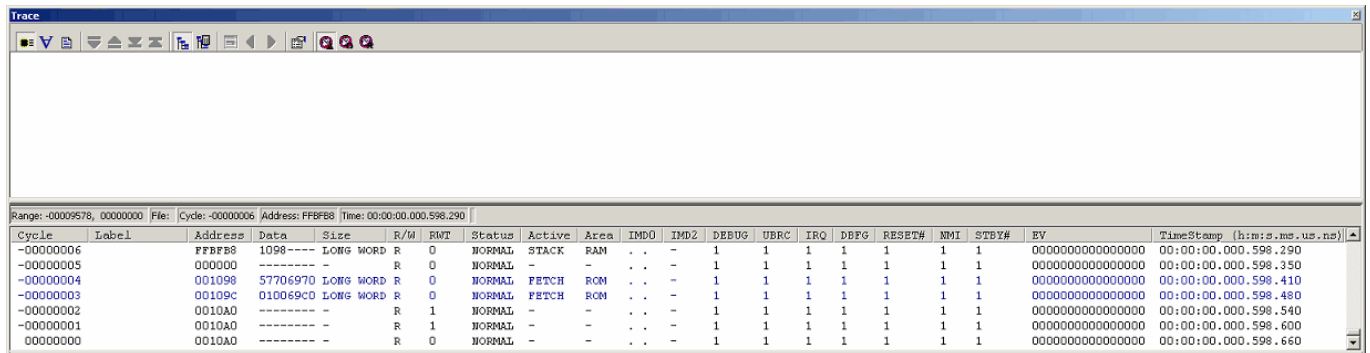 Trace
Range: -00009578, 00000000 File: Cycle: -00000006 Address: FFBFB8 Time: 00:00:00.000.598.290
Cycle Label Address Data Size R/W RWT Status Active Area IMD0 IMD2 DEBUG UBRC IRQ DBFG RESET# NMI STBY# EV TimeStamp (h:m:s.ms.us.ns)
-00000006 FFBFB8 1098---- LONG WORD R 0 NORMAL STACK RAM . . - 1 1 1 1 1 1 1 0000000000000000 00:00:00.000.598.290
-00000005 000000 -------- - R 0 NORMAL - - . . - 1 1 1 1 1 1 1 0000000000000000 00:00:00.000.598.350
-00000004 001098 57706970 LONG WORD R 0 NORMAL FETCH ROM . . - 1 1 1 1 1 1 1 0000000000000000 00:00:00.000.598.410
-00000003 00109C 010069C0 LONG WORD R 0 NORMAL FETCH ROM . . - 1 1 1 1 1 1 1 0000000000000000 00:00:00.000.598.480
-00000002 0010A0 -------- - R 1 NORMAL - - . . - 1 1 1 1 1 1 1 0000000000000000 00:00:00.000.598.540
-00000001 0010A0 -------- - R 1 NORMAL - - . . - 1 1 1 1 1 1 1 0000000000000000 00:00:00.000.598.600
00000000 0010A0 -------- - R 0 NORMAL - - . . - 1 1 1 1 1 1 1 0000000000000000 00:00:00.000.598.660